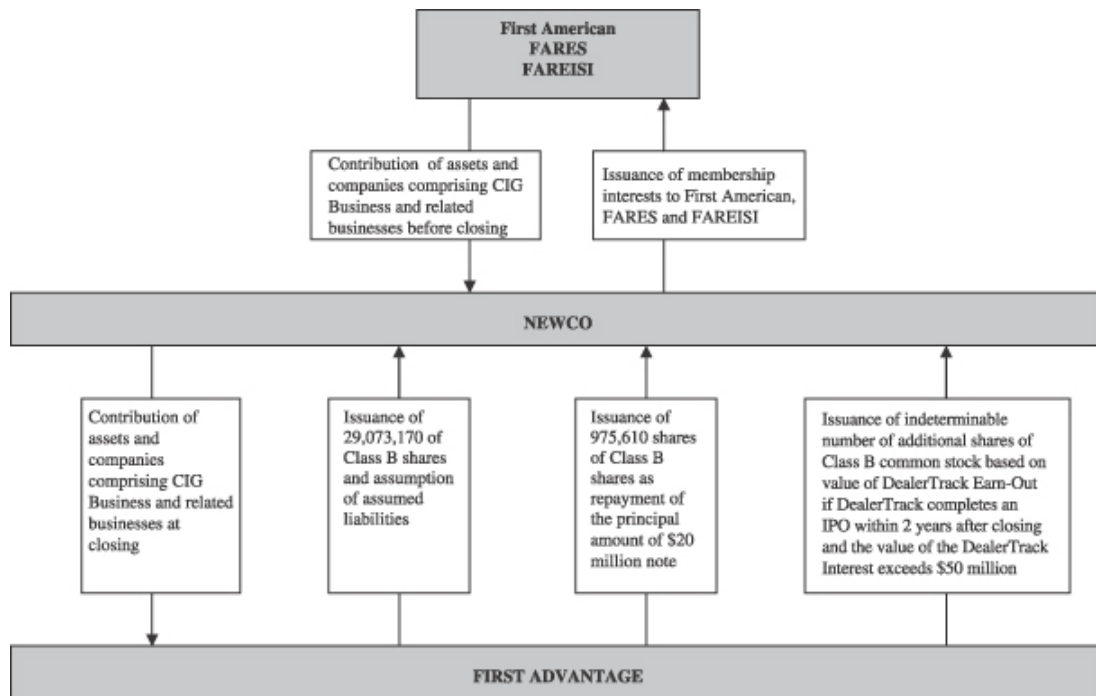 First American
FARES
FAREISI
Contribution of assets and
companies comprising CIG
Business and related
businesses before closing
Issuance of membership
interests to First American,
FARES and FAREISI
NEWCO
Contribution of
assets and
companies
comprising CIG
Business and related
businesses at
closing
Issuance of
29,073,170 of
Class B shares
and assumption
of assumed
liabilities
Issuance of
975,610 shares
of Class B
shares as
repayment of
the principal
amount of $20
million note
Issuance of indeterminable
number of additional shares of
Class B common stock based on
value of DealerTrack Earn-Out
if DealerTrack completes an
IPO within 2 years after closing
and the value of the DealerTrack
Interest exceeds $50 million
FIRST ADVANTAGE